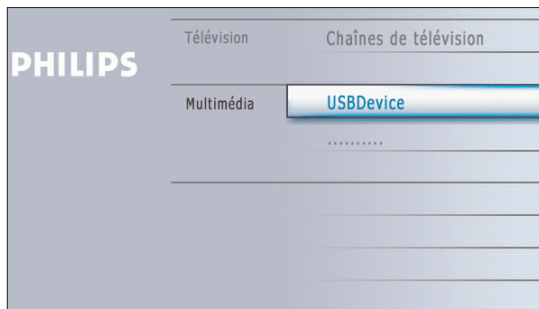 PHILIPS
Télévision
Chaînes de télévision
Multimédia
USBDevice
..........